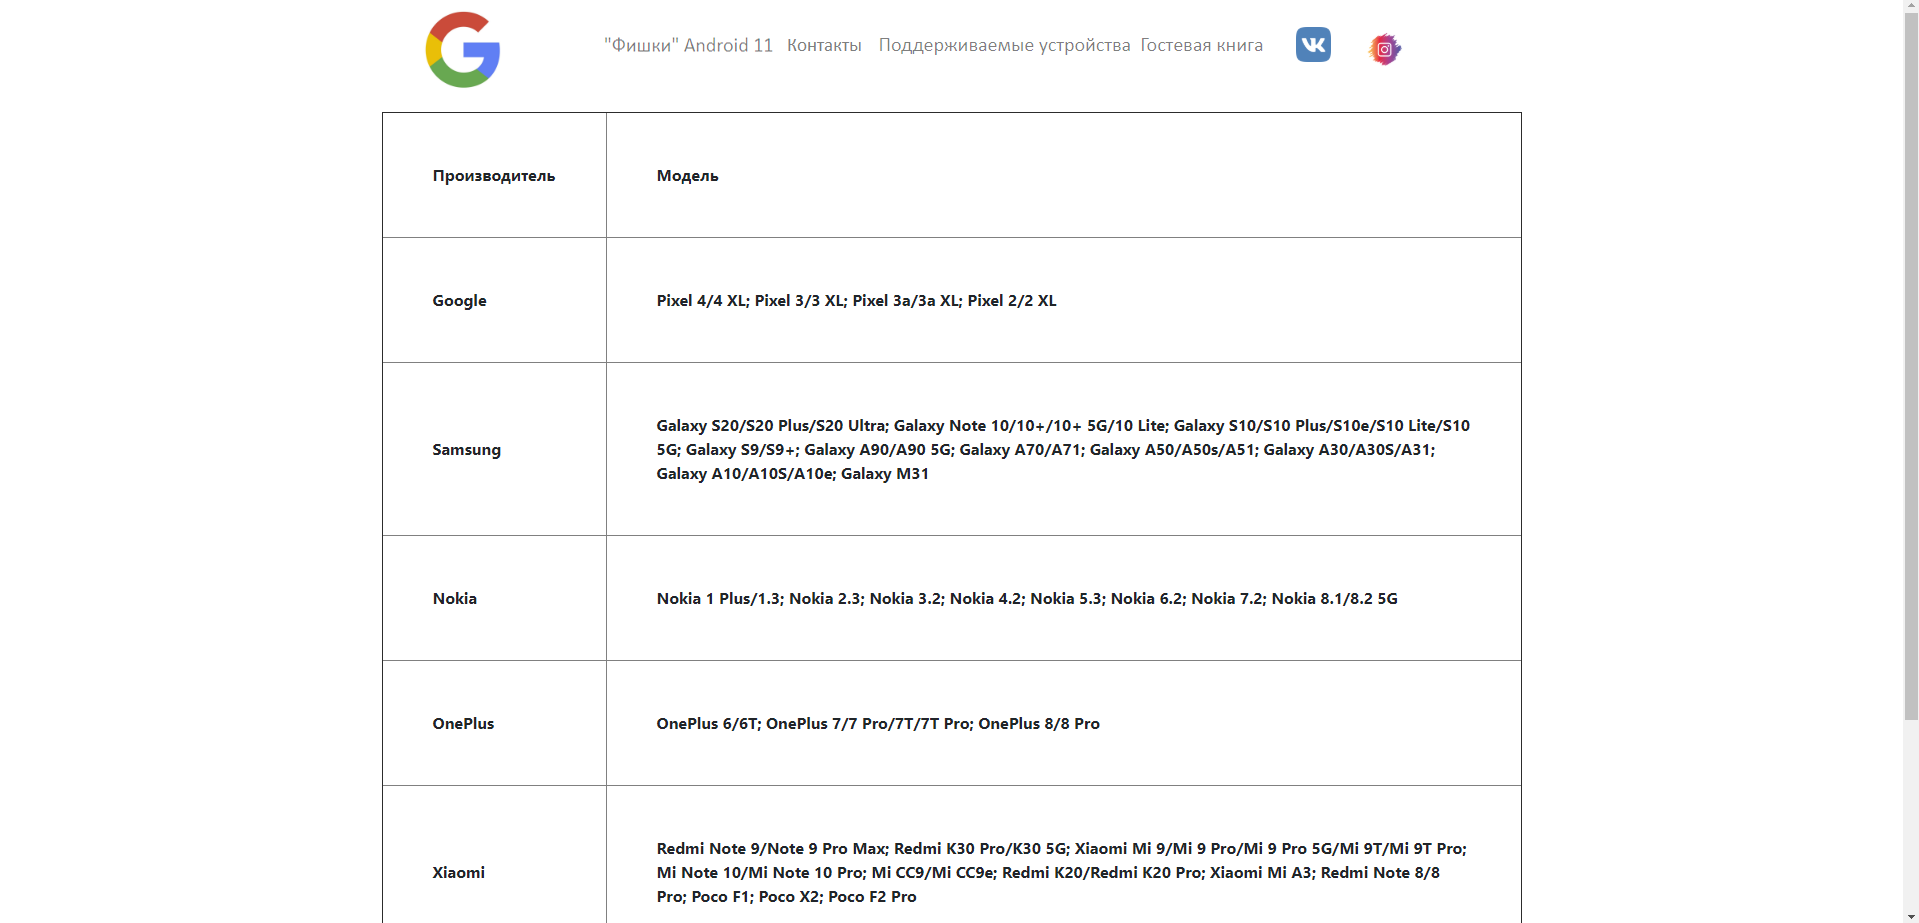 "Фишки" Android 11 Контакты Поддерживаемые устройства Гостевая книга
Производитель Модель
Google Pixel 4/4 XL; Pixel 3/3 XL; Pixel 3a/3a XL; Pixel 2/2 XL
Samsung
Galaxy S20/S20 Plus/S20 Ultra; Galaxy Note 10/10+/10+ 5G/10 Lite; Galaxy S10/S10 Plus/S10e/S10 Lite/S10
5G; Galaxy S9/S9+; Galaxy A90/A90 5G; Galaxy A70/A71; Galaxy A50/A50s/A51; Galaxy A30/A30S/A31;
Galaxy A10/A10S/A10e; Galaxy M31
Nokia Nokia 1 Plus/1.3; Nokia 2.3; Nokia 3.2; Nokia 4.2; Nokia 5.3; Nokia 6.2; Nokia 7.2; Nokia 8.1/8.2 5G
OnePlus OnePlus 6/6T; OnePlus 7/7 Pro/7T/7T Pro; OnePlus 8/8 Pro
Xiaomi
Redmi Note 9/Note 9 Pro Max; Redmi K30 Pro/K30 5G; Xiaomi Mi 9/Mi 9 Pro/Mi 9 Pro 5G/Mi 9T/Mi 9T Pro;
Mi Note 10/Mi Note 10 Pro; Mi CC9/Mi CC9e; Redmi K20/Redmi K20 Pro; Xiaomi Mi A3; Redmi Note 8/8
Pro; Poco F1; Poco X2; Poco F2 Pro